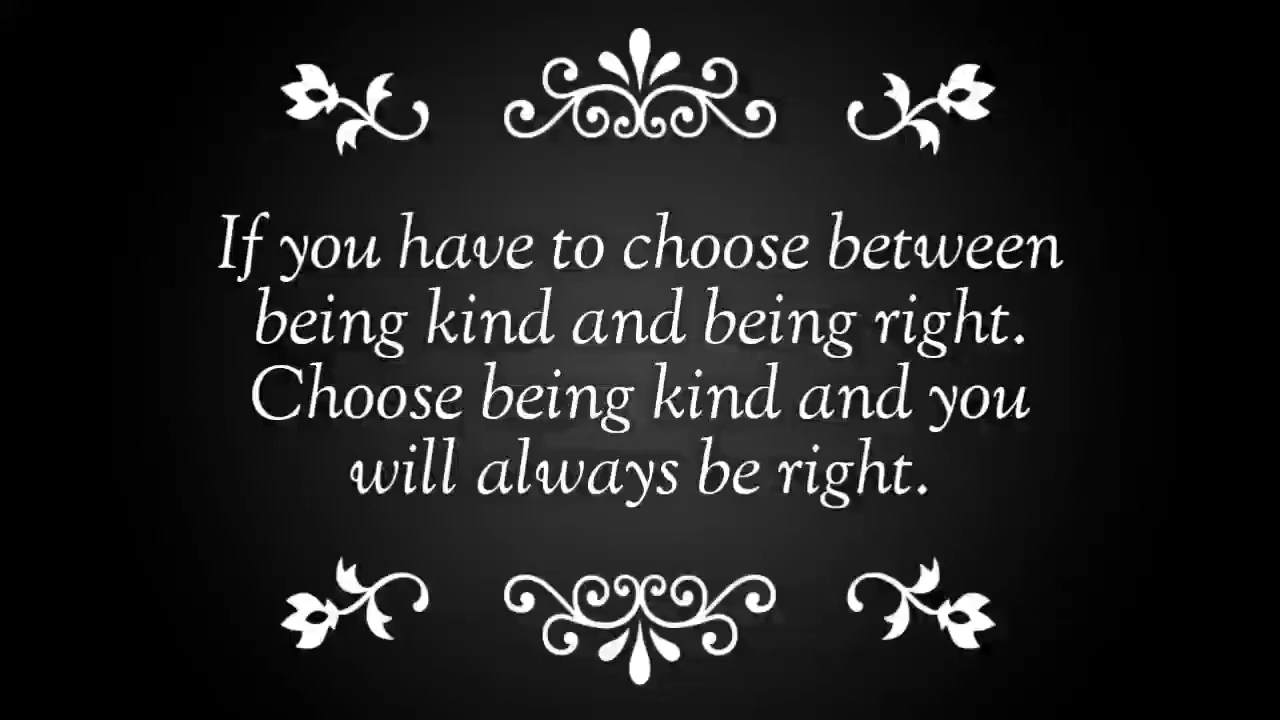 If you have to choose between
being kind and being right.
Choose being kind and you
will always be right.